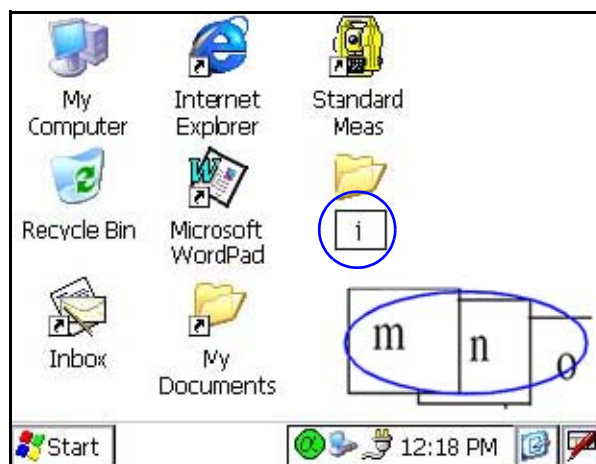 My
Computer
Internet
Explorer
Standard
Meas
Recycle Bin
Microsoft
WordPad
i
Inbox
My
Documents
m n o
Start
α 12:18 PM